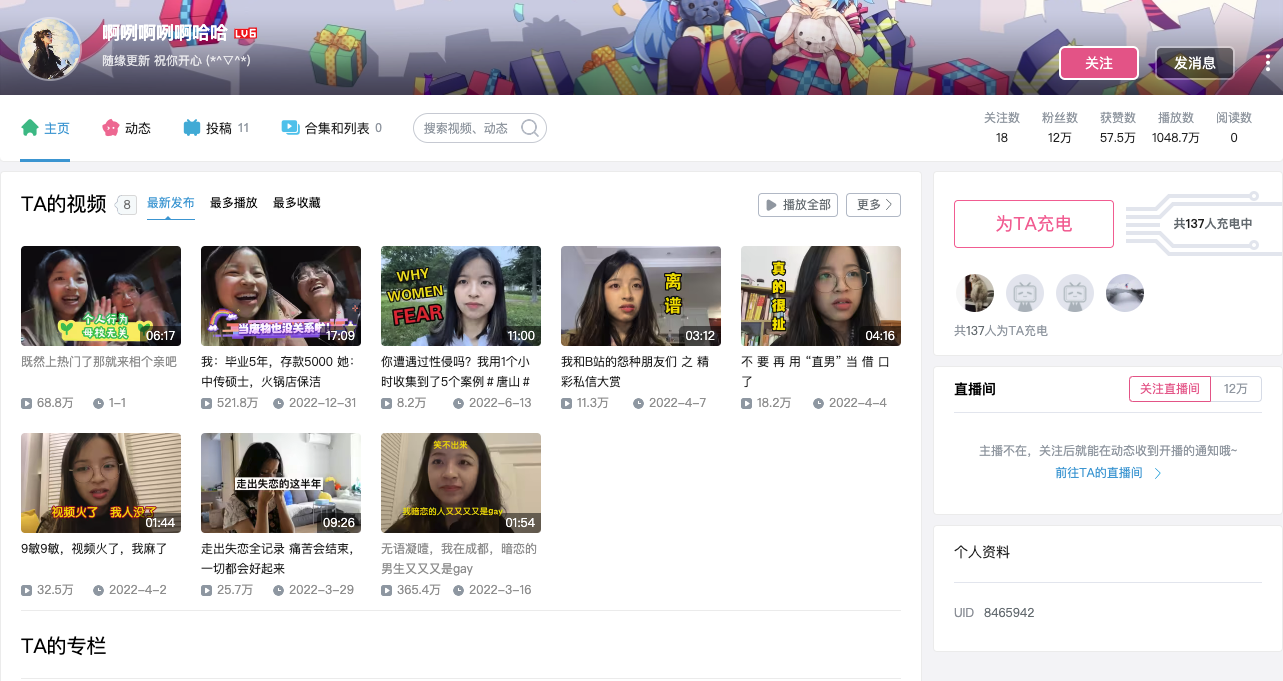 啊咧啊咧啊哈哈 LV6
随缘更新 祝你开心 (*^▽^*)
关注
发消息
主页
动态
投稿 11
合集和列表 0
搜索视频、动态
关注数 粉丝数 获赞数 播放数 阅读数
18 12万 57.5万 1048.7万 0
TA的视频 8 最新发布 最多播放 最多收藏
播放全部
更多
个人行为
母校无关
06:17
既然上热门了那就来相个亲吧
68.8万 1-1
当废物也没关系啦
17:09
我：毕业5年，存款5000 她：
中传硕士，火锅店保洁
521.8万 2022-12-31
WHY
WOMEN
FEAR
11:00
你遭遇过性侵吗？我用1个小
时收集到了5个案例 # 唐山 #
8.2万 2022-6-13
离
谱
03:12
我和B站的怨种朋友们 之 精
彩私信大赏
11.3万 2022-4-7
真
的
很
扯
04:16
不 要 再 用 “直男” 当 借 口
了
18.2万 2022-4-4
视频火了 我人没了
01:44
9敏9敏，视频火了，我麻了
32.5万 2022-4-2
走出失恋的这半年
09:26
走出失恋全记录 痛苦会结束，
一切都会好起来
25.7万 2022-3-29
笑不出来
我暗恋的人又又又又是gay
01:54
无语凝噎，我在成都，暗恋的
男生又又又是gay
365.4万 2022-3-16
TA的专栏
为TA充电
共137人充电中
共137人为TA充电
直播间
关注直播间 12万
主播不在，关注后就能在动态收到开播的通知哦~
前往TA的直播间
个人资料
UID 8465942